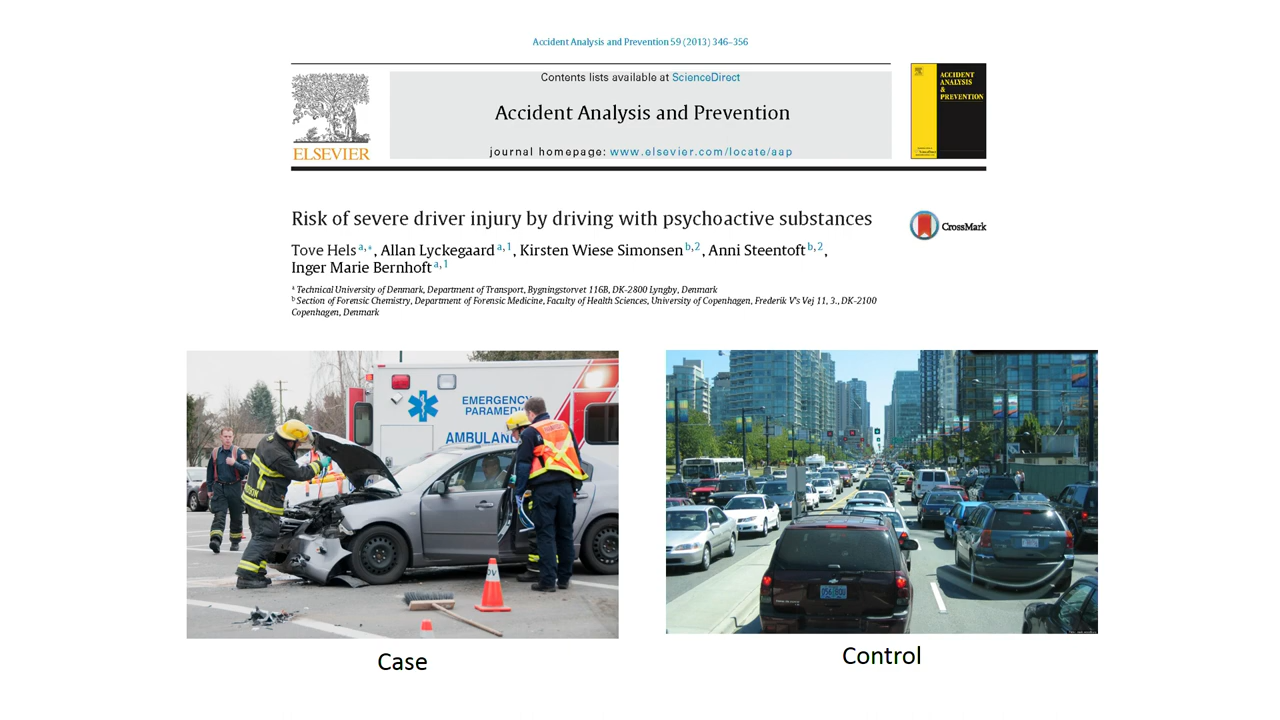 Accident Analysis and Prevention 59 (2013) 346–356
Contents lists available at ScienceDirect
Accident Analysis and Prevention
journal homepage: www.elsevier.com/locate/aap
ELSEVIER
ACCIDENT
ANALYSIS
&
PREVENTION
Risk of severe driver injury by driving with psychoactive substances
CrossMark
Tove Hels a,*, Allan Lyckegaard a,1, Kirsten Wiese Simonsen b,2, Anni Steentoft b,2,
Inger Marie Bernhoft a,1
a Technical University of Denmark, Department of Transport, Bygningstorvet 116B, DK-2800 Lyngby, Denmark
b Section of Forensic Chemistry, Department of Forensic Medicine, Faculty of Health Sciences, University of Copenhagen, Frederik V's Vej 11, 3., DK-2100
Copenhagen, Denmark
EMERGENCY
PARAMEDI
AMBULANC
Case
Control